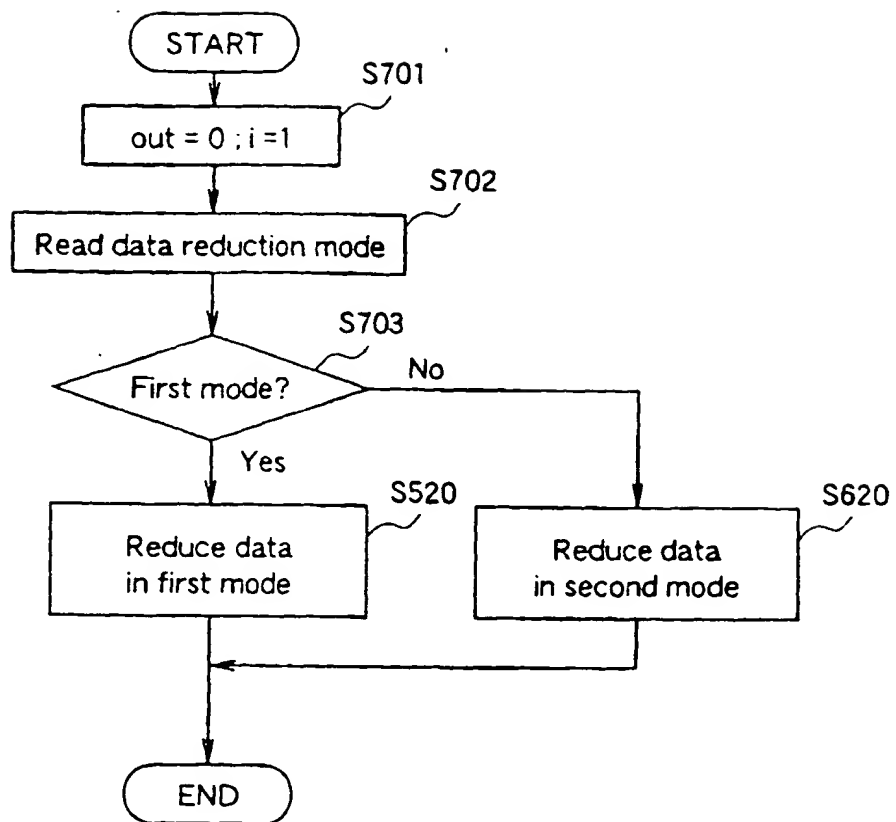 START
S701
out = 0 ; i =1
S702
Read data reduction mode
S703
First mode?
No
Yes
S520
Reduce data
in first mode
S620
Reduce data
in second mode
END